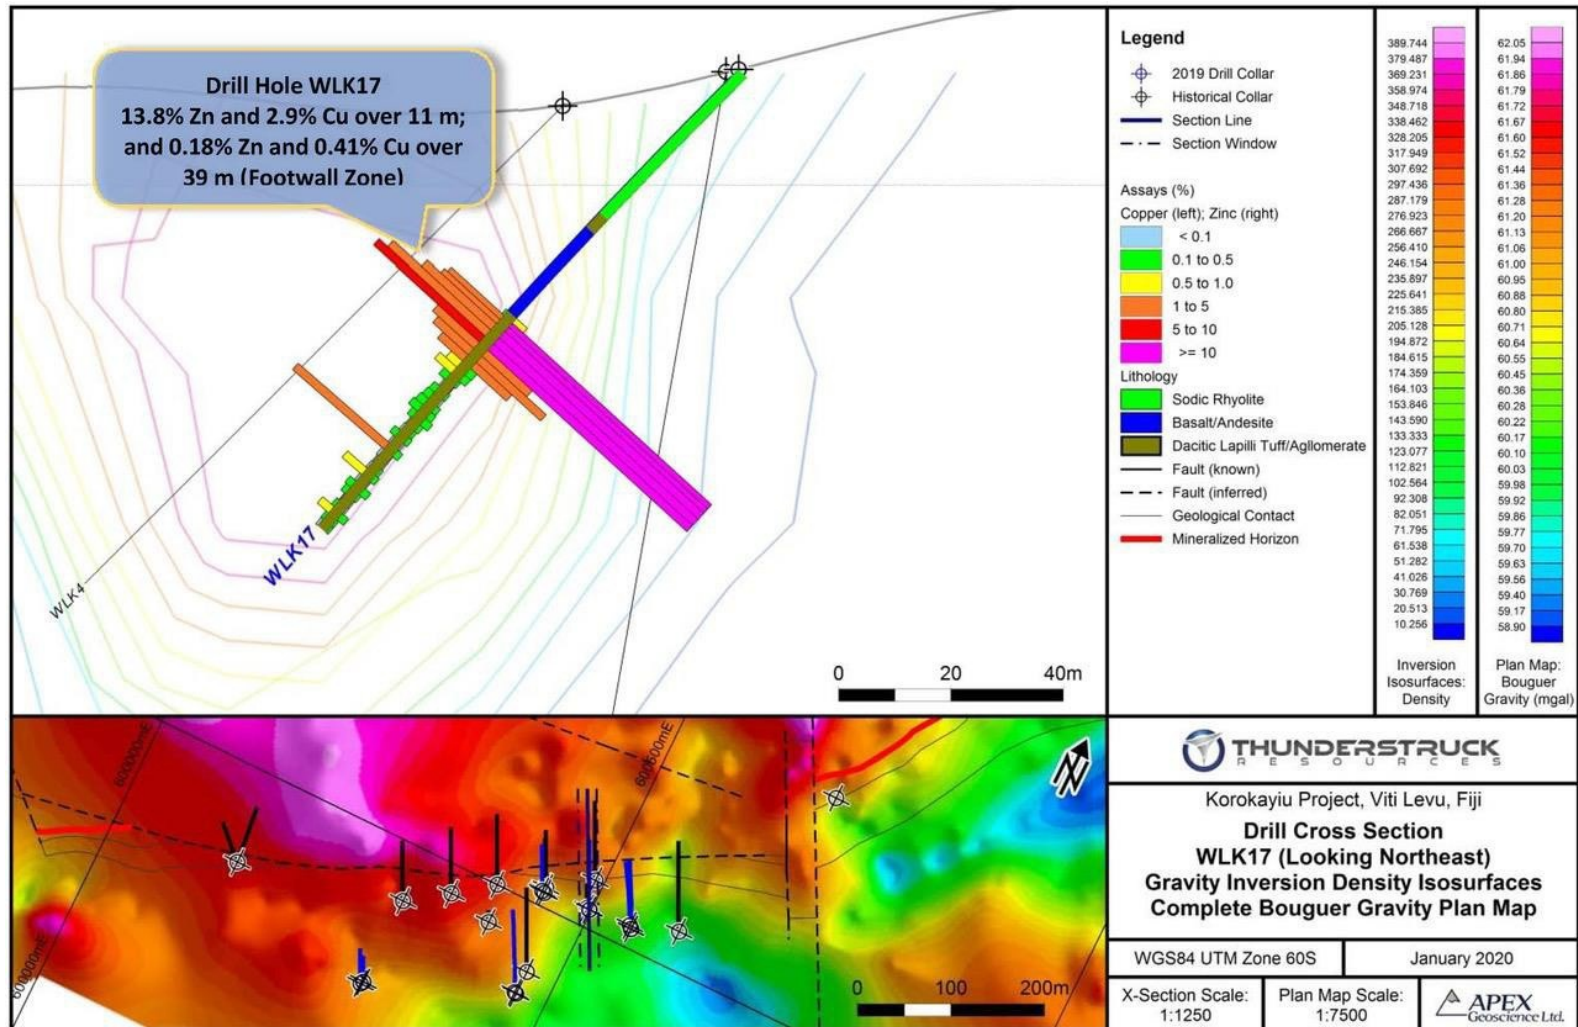 Drill Hole WLK17
13.8% Zn and 2.9% Cu over 11 m;
and 0.18% Zn and 0.41% Cu over
39 m (Footwall Zone)
WLK17
WLK4
0 20 40m
Legend
2019 Drill Collar
Historical Collar
Section Line
Section Window
Assays (%)
Copper (left); Zinc (right)
< 0.1
0.1 to 0.5
0.5 to 1.0
1 to 5
5 to 10
>= 10
Lithology
Sodic Rhyolite
Basalt/Andesite
Dacitic Lapilli Tuff/Agllomerate
Fault (known)
Fault (inferred)
Geological Contact
Mineralized Horizon
389.744
379.487
369.231
358.974
348.718
338.462
328.205
317.949
307.692
297.436
287.179
276.923
266.667
256.410
246.154
235.897
225.641
215.385
205.128
194.872
184.615
174.359
164.103
153.846
143.590
133.333
123.077
112.821
102.564
92.308
82.051
71.795
61.538
51.282
41.026
30.769
20.513
10.256
Inversion
Isosurfaces:
Density
62.05
61.94
61.86
61.79
61.72
61.67
61.60
61.52
61.44
61.36
61.28
61.20
61.13
61.06
61.00
60.95
60.88
60.80
60.71
60.64
60.55
60.45
60.36
60.28
60.22
60.17
60.10
60.03
59.98
59.92
59.86
59.77
59.70
59.63
59.56
59.40
59.17
58.90
Plan Map:
Bouguer
Gravity (mgal)
600000mE
600500mE
600000mE
N
0 100 200m
THUNDERSTRUCK
RESOURCES
Korokayiu Project, Viti Levu, Fiji
Drill Cross Section
WLK17 (Looking Northeast)
Gravity Inversion Density Isosurfaces
Complete Bouguer Gravity Plan Map
WGS84 UTM Zone 60S
January 2020
X-Section Scale:
1:1250
Plan Map Scale:
1:7500
APEX
Geoscience Ltd.